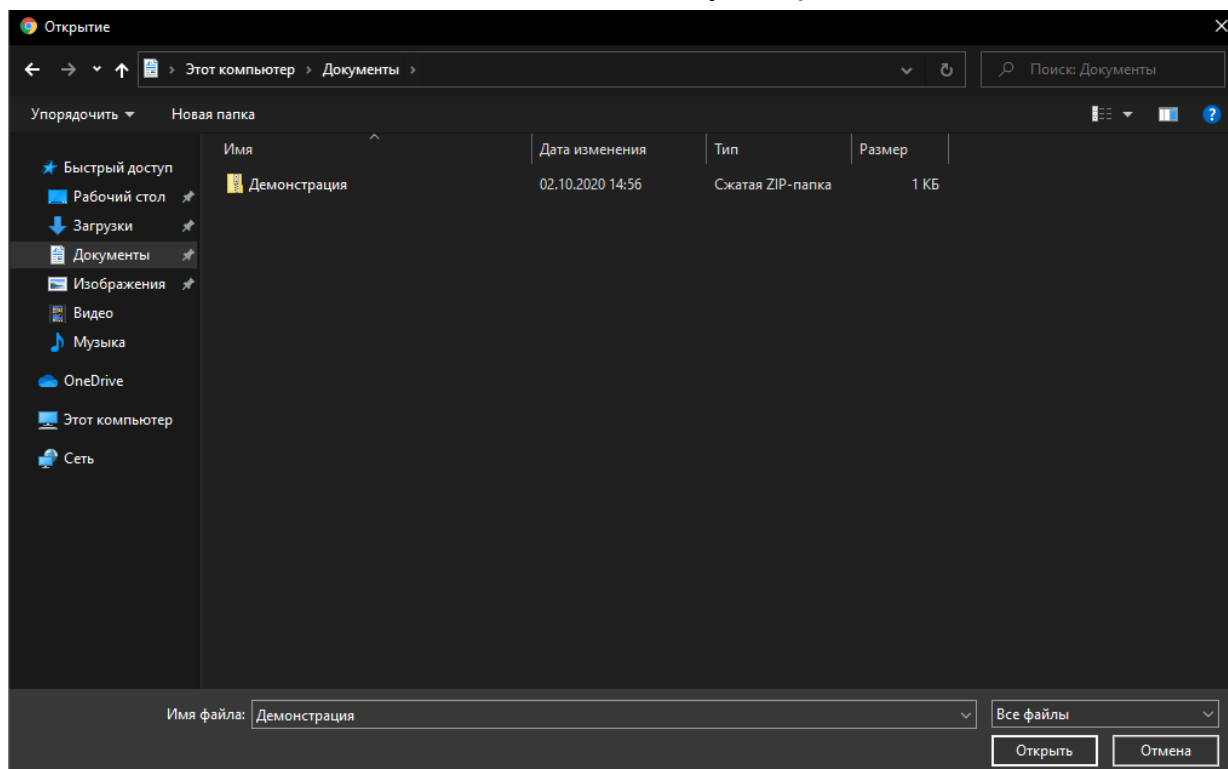 Открытие
Этот компьютер › Документы ›
Поиск: Документы
Упорядочить
Новая папка
Имя
Дата изменения
Тип
Размер
Быстрый доступ
Демонстрация
02.10.2020 14:56
Сжатая ZIP-папка
1 КБ
Рабочий стол
Загрузки
Документы
Изображения
Видео
Музыка
OneDrive
Этот компьютер
Сеть
Имя файла: Демонстрация
Все файлы
Открыть
Отмена